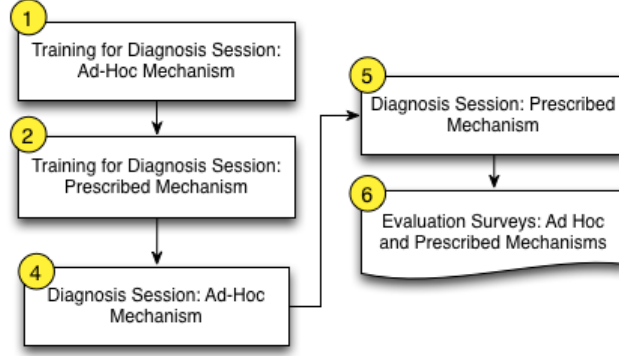 1
Training for Diagnosis Session:
Ad-Hoc Mechanism
2
Training for Diagnosis Session:
Prescribed Mechanism
4
Diagnosis Session: Ad-Hoc
Mechanism
5
Diagnosis Session: Prescribed
Mechanism
6
Evaluation Surveys: Ad Hoc
and Prescribed Mechanisms